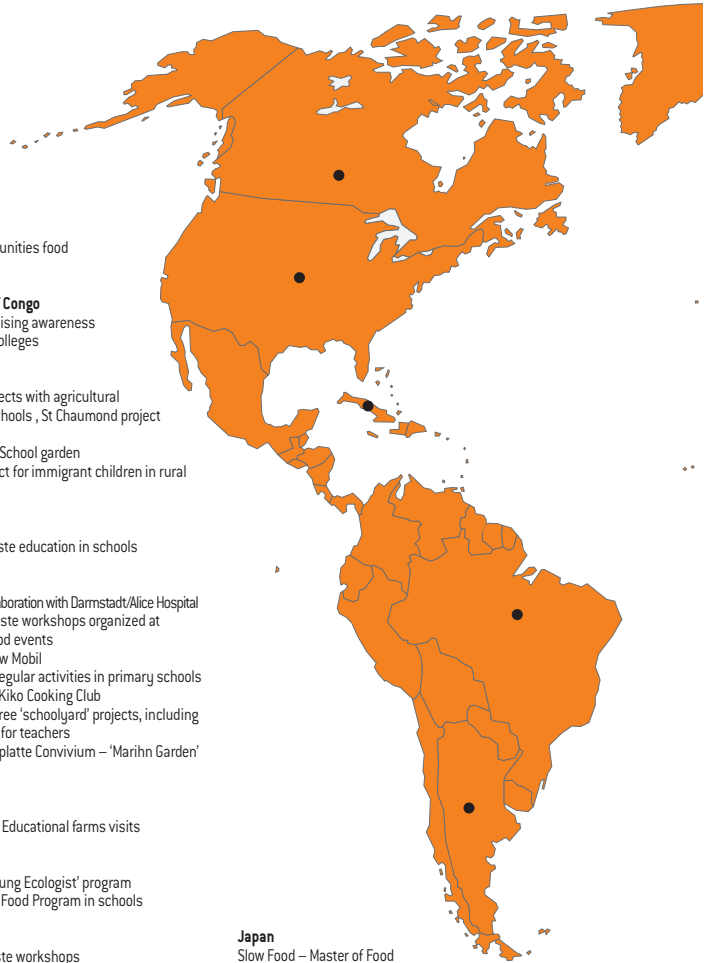 unities food
Congo
ising awareness
olleges
ects with agricultural
hools , St Chaumond project
School garden
ct for immigrant children in rural
ste education in schools
aboration with Darmstadt/Alice Hospital
ste workshops organized at
od events
w Mobil
egular activities in primary schools
Kiko Cooking Club
ree ‘schoolyard’ projects, including
for teachers
platte Convivium – ‘Marihn Garden’
Educational farms visits
ung Ecologist’ program
Food Program in schools
ste workshops
Japan
Slow Food – Master of Food